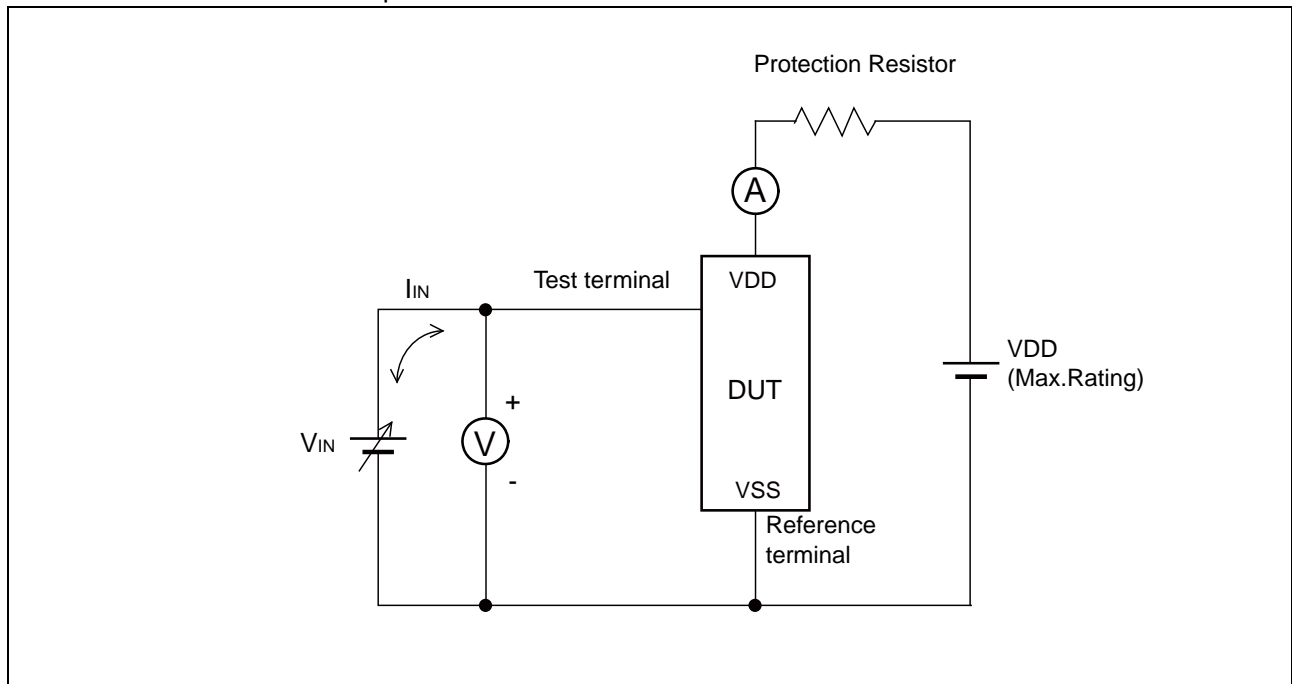 Protection Resistor
A
Test terminal
VDD
IIN
VDD
(Max.Rating)
DUT
+
VIN
V
-
VSS
Reference
terminal